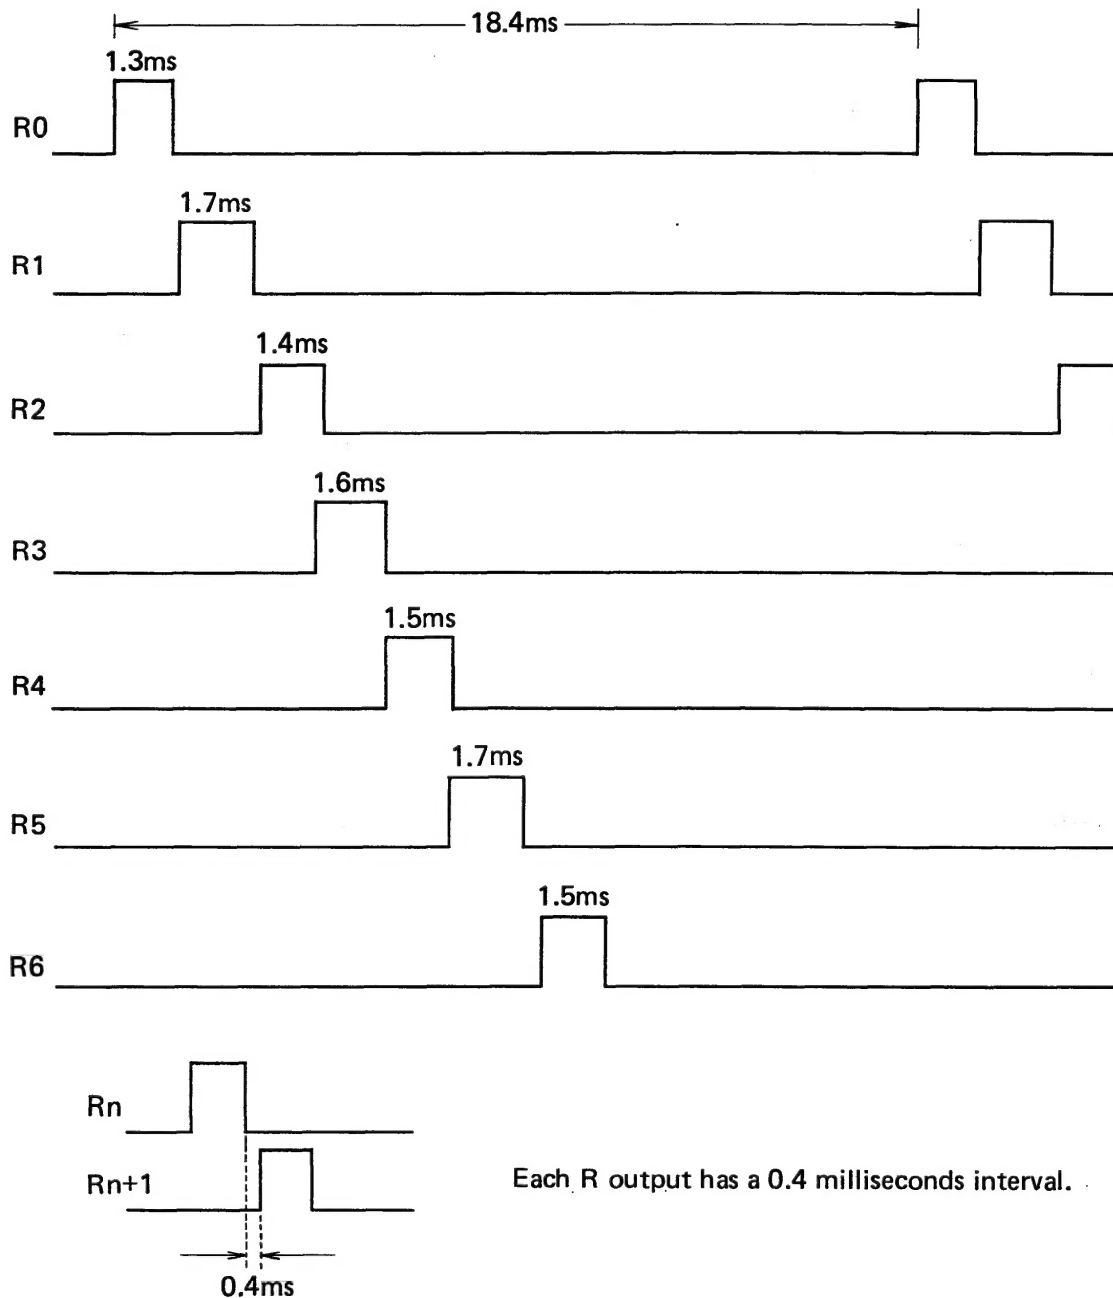 18.4ms
1.3ms
R0
1.7ms
R1
1.4ms
R2
1.6ms
R3
1.5ms
R4
1.7ms
R5
1.5ms
R6
Rn
Rn+1
Each R output has a 0.4 milliseconds interval.
0.4ms